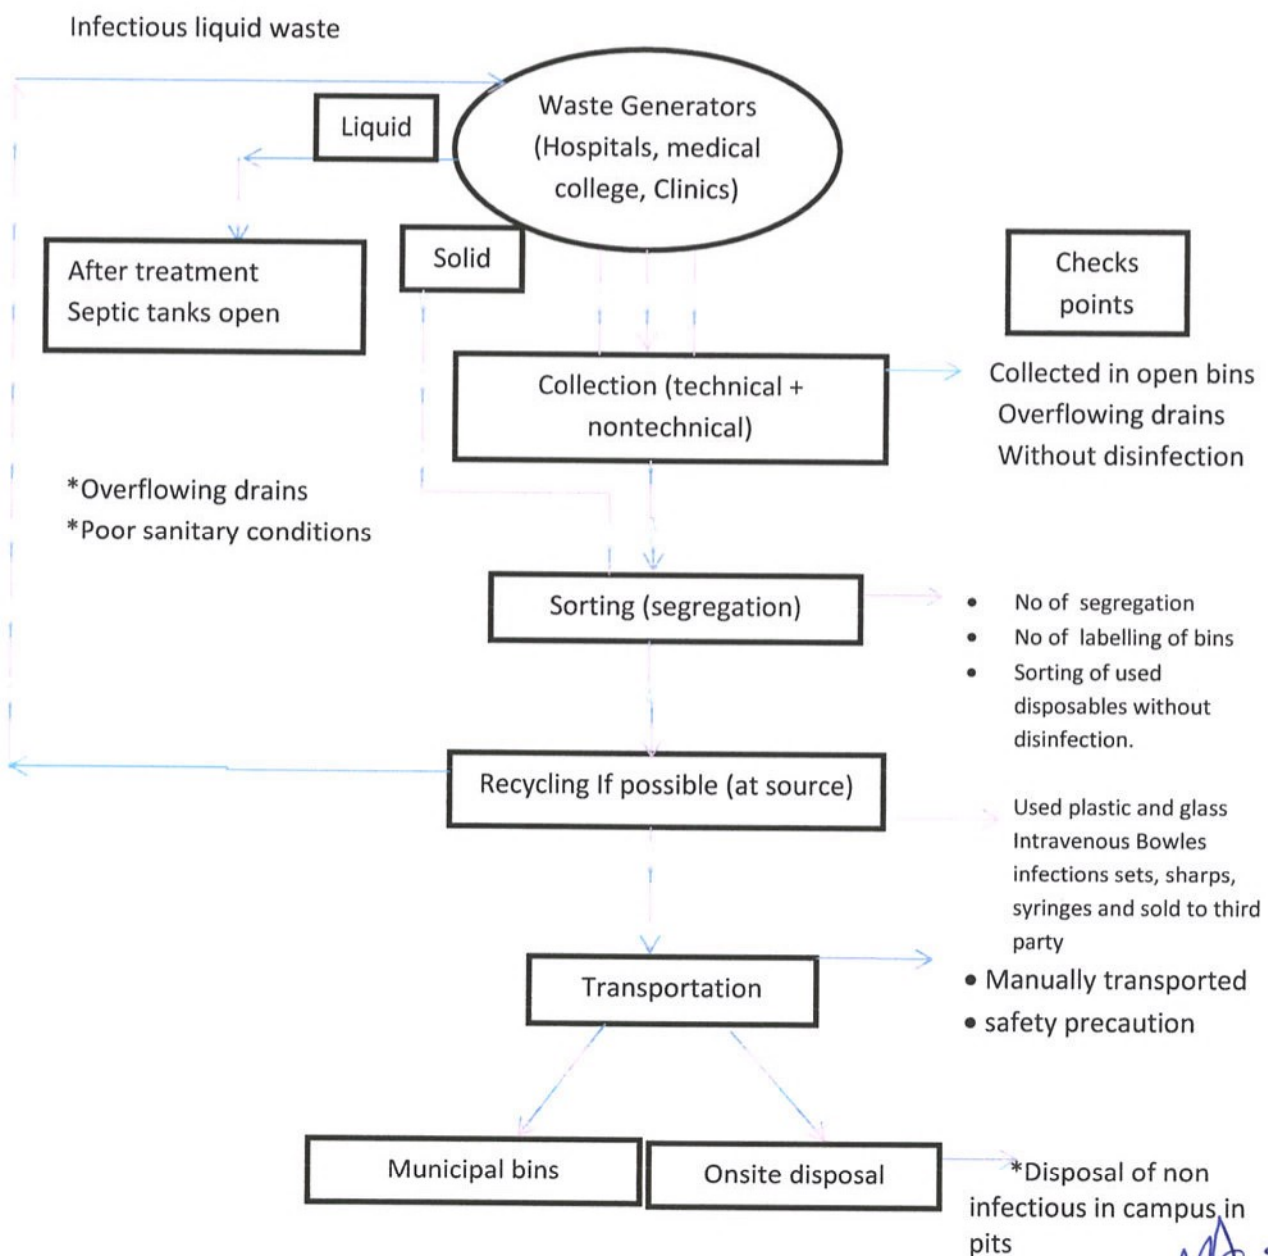 Infectious liquid waste
Waste Generators
(Hospitals, medical
college, Clinics)
Liquid
Solid
After treatment
Septic tanks open
Checks
points
Collection (technical +
nontechnical)
Collected in open bins
Overflowing drains
Without disinfection
*Overflowing drains
*Poor sanitary conditions
Sorting (segregation)
• No of segregation
• No of labelling of bins
• Sorting of used
disposables without
disinfection.
Recycling If possible (at source)
Used plastic and glass
Intravenous Bowles
infections sets, sharps,
syringes and sold to third
party
Transportation
• Manually transported
• safety precaution
Municipal bins
Onsite disposal
*Disposal of non
infectious in campus in
pits